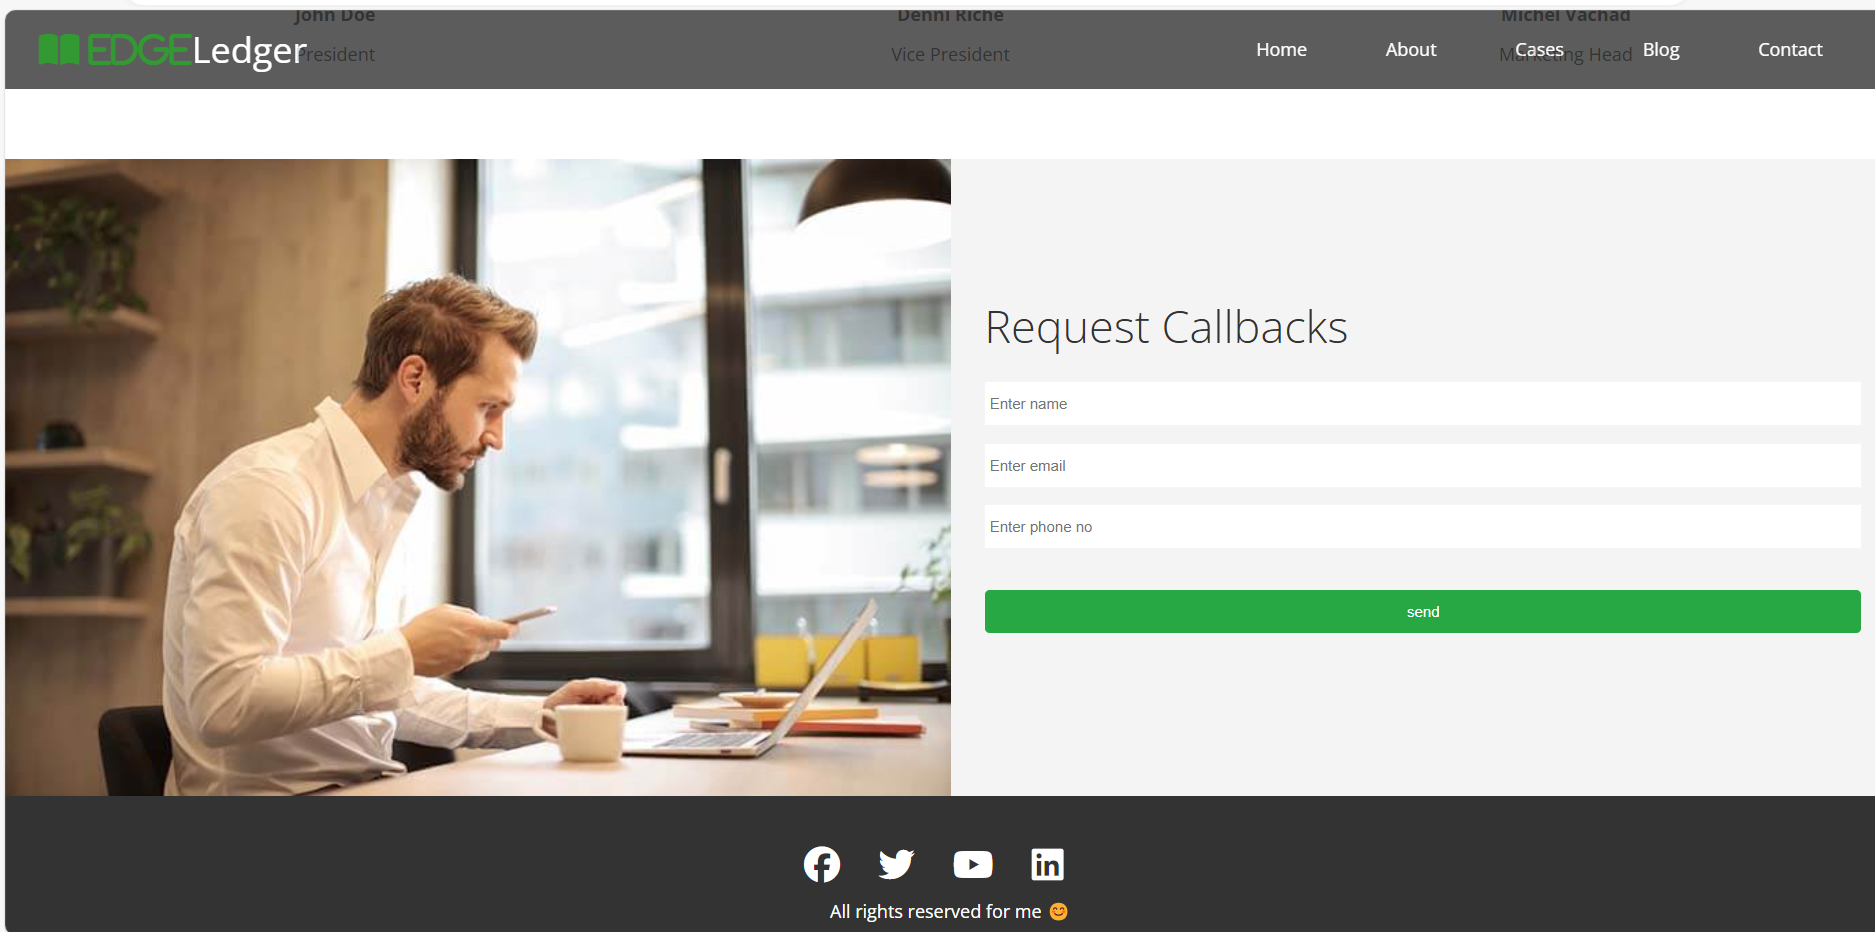 John Doe Denni Riche Michel Vachad
EDGELedger
President Vice President Marketing Head
Home About Cases Blog Contact
Request Callbacks
Enter name
Enter email
Enter phone no
send
All rights reserved for me 😊